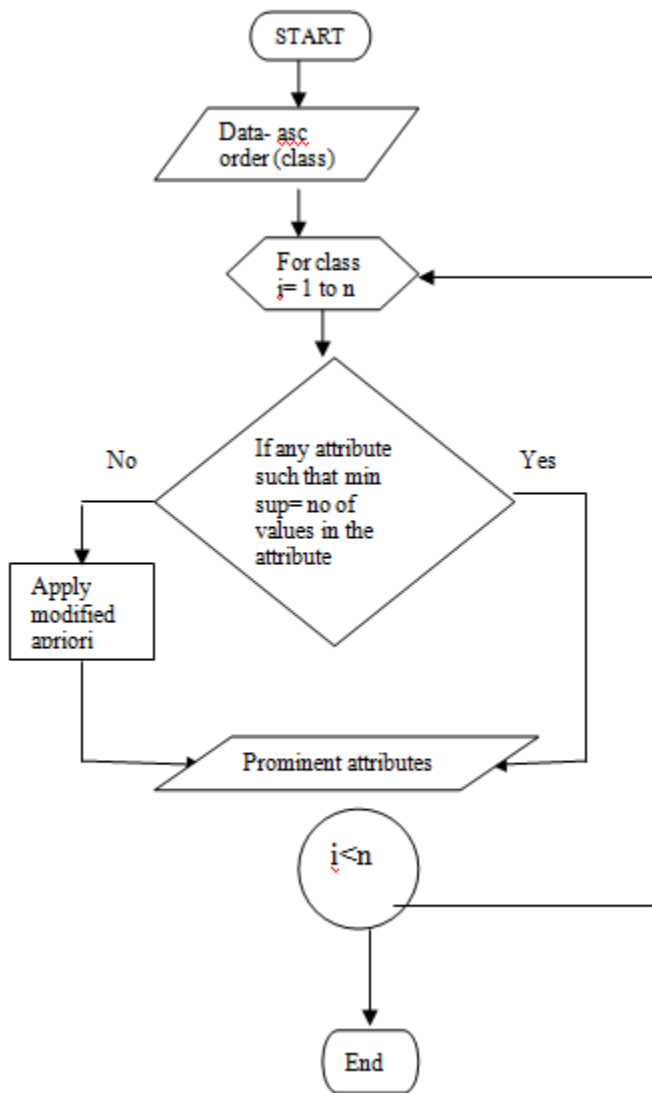 START
Data- asc
order (class)
For class
i= 1 to n
If any attribute
such that min
sup= no of
values in the
attribute
No
Yes
Apply
modified
apriori
Prominent attributes
i<n
End